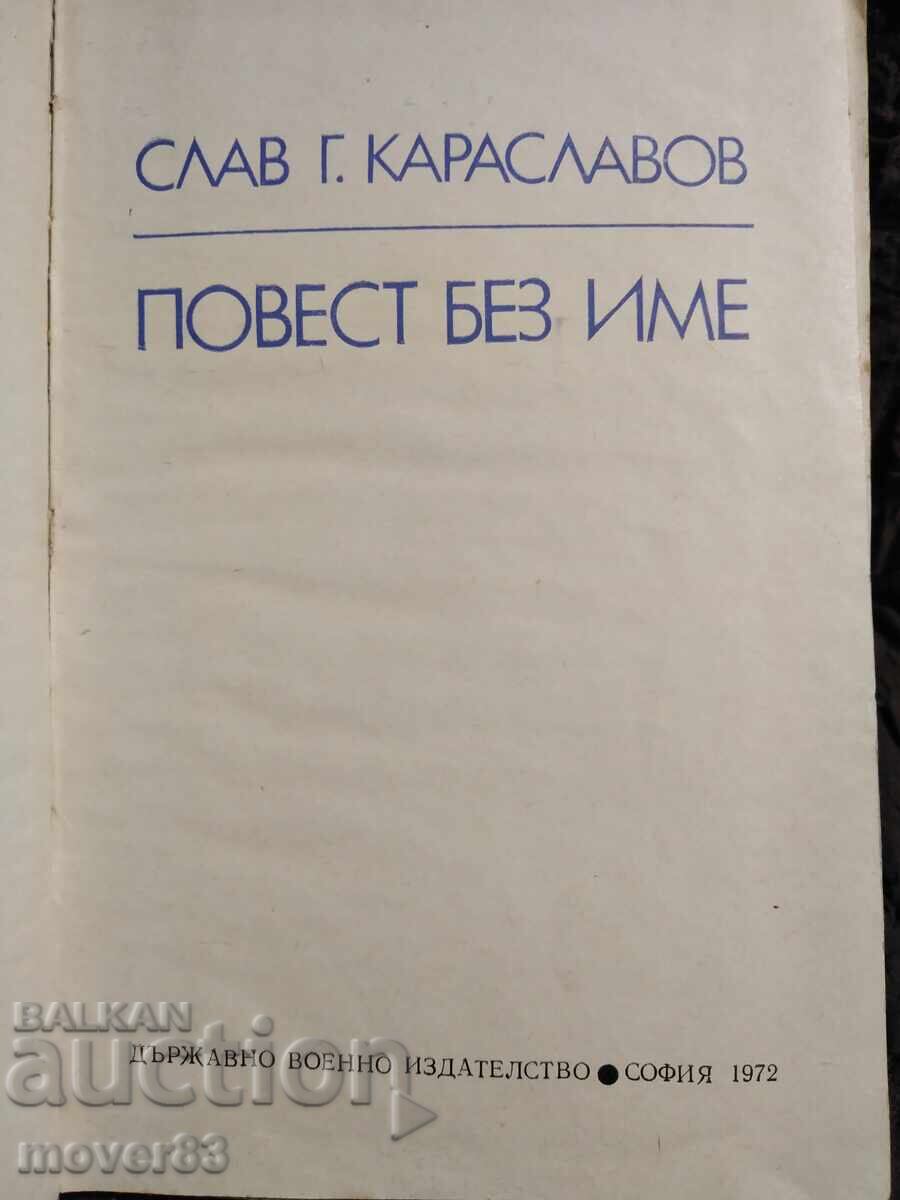 СЛАВ Г. КАРАСЛАВОВ
ПОВЕСТ БЕЗ ИМЕ
BALKAN
auction
ДЪРЖАВНО ВОЕННО ИЗДАТЕЛСТВО ● СОФИЯ 1972
mover83